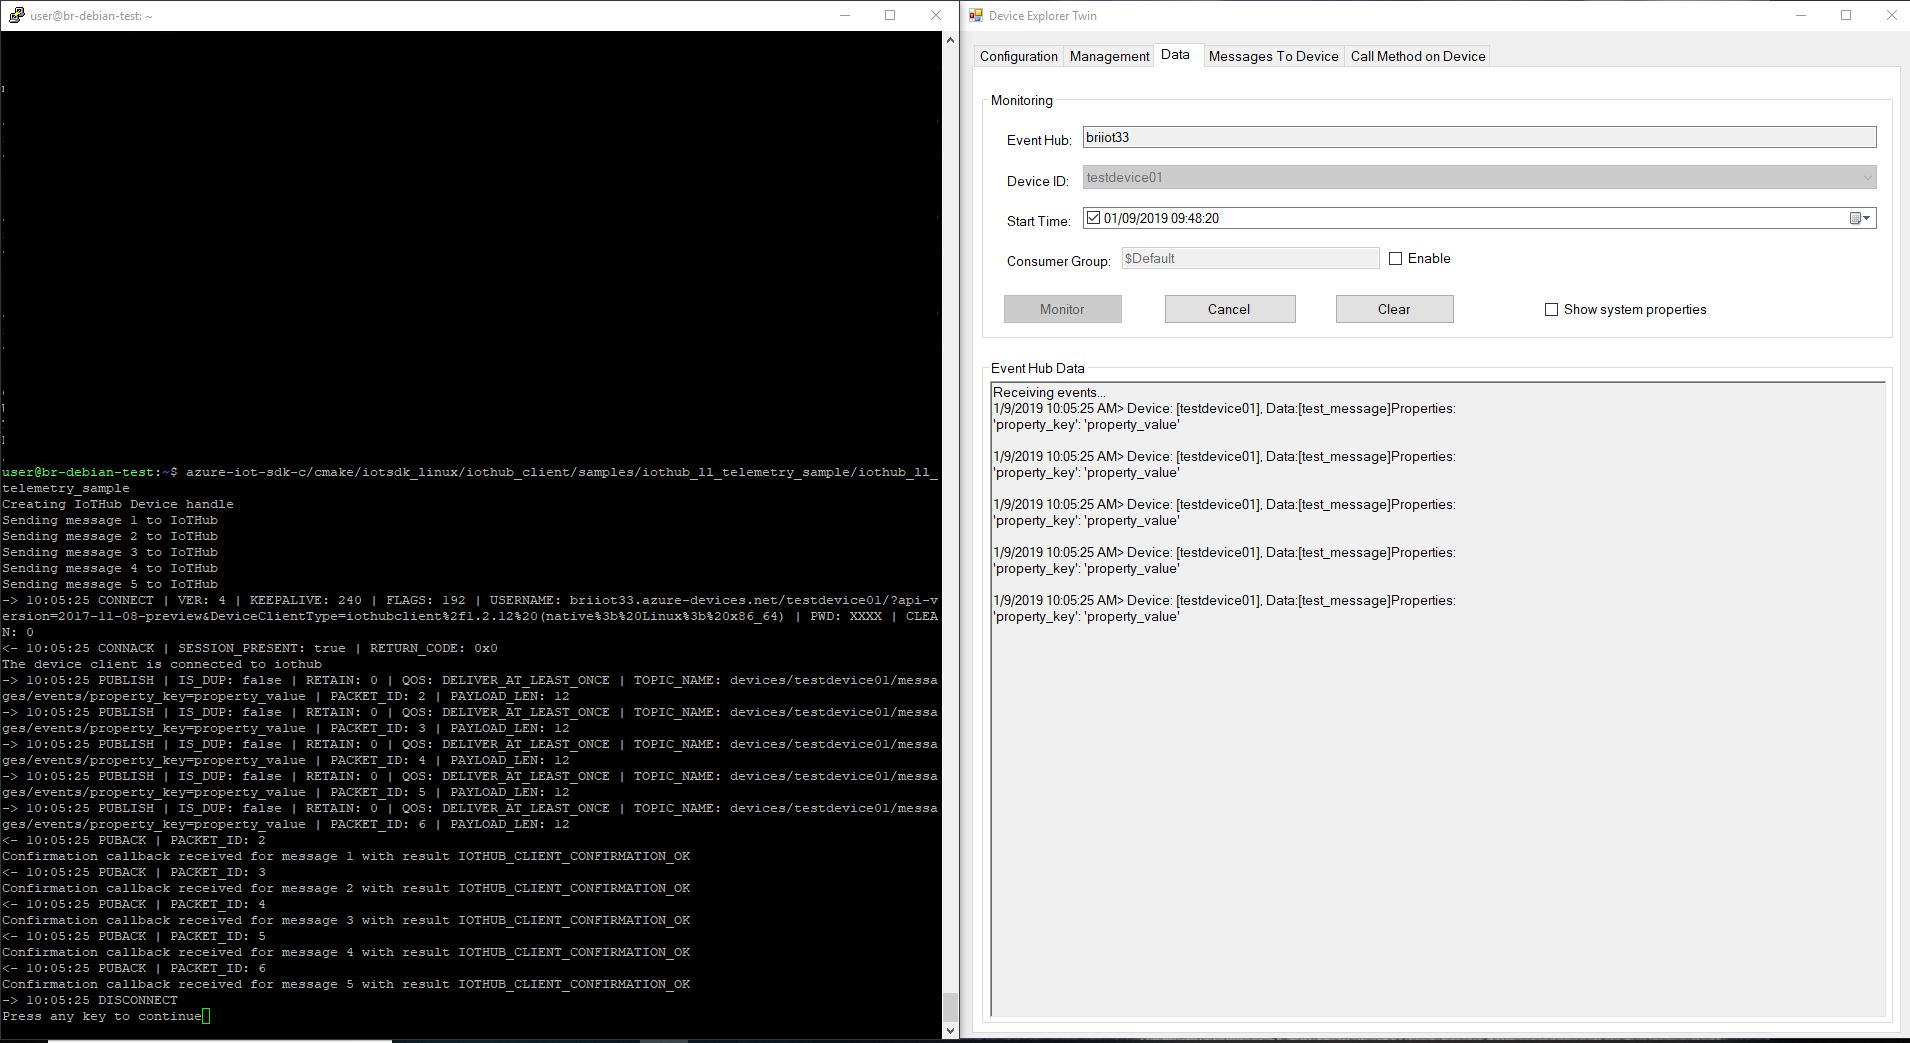 user@br-debian-test: ~
user@br-debian-test:~$ azure-iot-sdk-c/cmake/iotsdk_linux/iothub_client/samples/iothub_ll_telemetry_sample/iothub_ll_
telemetry_sample
Creating IoTHub Device handle
Sending message 1 to IoTHub
Sending message 2 to IoTHub
Sending message 3 to IoTHub
Sending message 4 to IoTHub
Sending message 5 to IoTHub
-> 10:05:25 CONNECT | VER: 4 | KEEPALIVE: 240 | FLAGS: 192 | USERNAME: briiot33.azure-devices.net/testdevice01/?api-v
ersion=2017-11-08-preview&DeviceClientType=iothubclient%2f1.2.12%20(native%3b%20Linux%3b%20x86_64) | PWD: XXXX | CLEA
N: 0
<- 10:05:25 CONNACK | SESSION_PRESENT: true | RETURN_CODE: 0x0
The device client is connected to iothub
-> 10:05:25 PUBLISH | IS_DUP: false | RETAIN: 0 | QOS: DELIVER_AT_LEAST_ONCE | TOPIC_NAME: devices/testdevice01/messa
ges/events/property_key=property_value | PACKET_ID: 2 | PAYLOAD_LEN: 12
-> 10:05:25 PUBLISH | IS_DUP: false | RETAIN: 0 | QOS: DELIVER_AT_LEAST_ONCE | TOPIC_NAME: devices/testdevice01/messa
ges/events/property_key=property_value | PACKET_ID: 3 | PAYLOAD_LEN: 12
-> 10:05:25 PUBLISH | IS_DUP: false | RETAIN: 0 | QOS: DELIVER_AT_LEAST_ONCE | TOPIC_NAME: devices/testdevice01/messa
ges/events/property_key=property_value | PACKET_ID: 4 | PAYLOAD_LEN: 12
-> 10:05:25 PUBLISH | IS_DUP: false | RETAIN: 0 | QOS: DELIVER_AT_LEAST_ONCE | TOPIC_NAME: devices/testdevice01/messa
ges/events/property_key=property_value | PACKET_ID: 5 | PAYLOAD_LEN: 12
-> 10:05:25 PUBLISH | IS_DUP: false | RETAIN: 0 | QOS: DELIVER_AT_LEAST_ONCE | TOPIC_NAME: devices/testdevice01/messa
ges/events/property_key=property_value | PACKET_ID: 6 | PAYLOAD_LEN: 12
<- 10:05:25 PUBACK | PACKET_ID: 2
Confirmation callback received for message 1 with result IOTHUB_CLIENT_CONFIRMATION_OK
<- 10:05:25 PUBACK | PACKET_ID: 3
Confirmation callback received for message 2 with result IOTHUB_CLIENT_CONFIRMATION_OK
<- 10:05:25 PUBACK | PACKET_ID: 4
Confirmation callback received for message 3 with result IOTHUB_CLIENT_CONFIRMATION_OK
<- 10:05:25 PUBACK | PACKET_ID: 5
Confirmation callback received for message 4 with result IOTHUB_CLIENT_CONFIRMATION_OK
<- 10:05:25 PUBACK | PACKET_ID: 6
Confirmation callback received for message 5 with result IOTHUB_CLIENT_CONFIRMATION_OK
-> 10:05:25 DISCONNECT
Press any key to continue
Device Explorer Twin
Configuration Management Data Messages To Device Call Method on Device
Monitoring
Event Hub: briiot33
Device ID: testdevice01
Start Time: 01/09/2019 09:48:20
Consumer Group: $Default Enable
Monitor Cancel Clear Show system properties
Event Hub Data
Receiving events...
1/9/2019 10:05:25 AM> Device: [testdevice01], Data:[test_message]Properties:
'property_key': 'property_value'
1/9/2019 10:05:25 AM> Device: [testdevice01], Data:[test_message]Properties:
'property_key': 'property_value'
1/9/2019 10:05:25 AM> Device: [testdevice01], Data:[test_message]Properties:
'property_key': 'property_value'
1/9/2019 10:05:25 AM> Device: [testdevice01], Data:[test_message]Properties:
'property_key': 'property_value'
1/9/2019 10:05:25 AM> Device: [testdevice01], Data:[test_message]Properties:
'property_key': 'property_value'